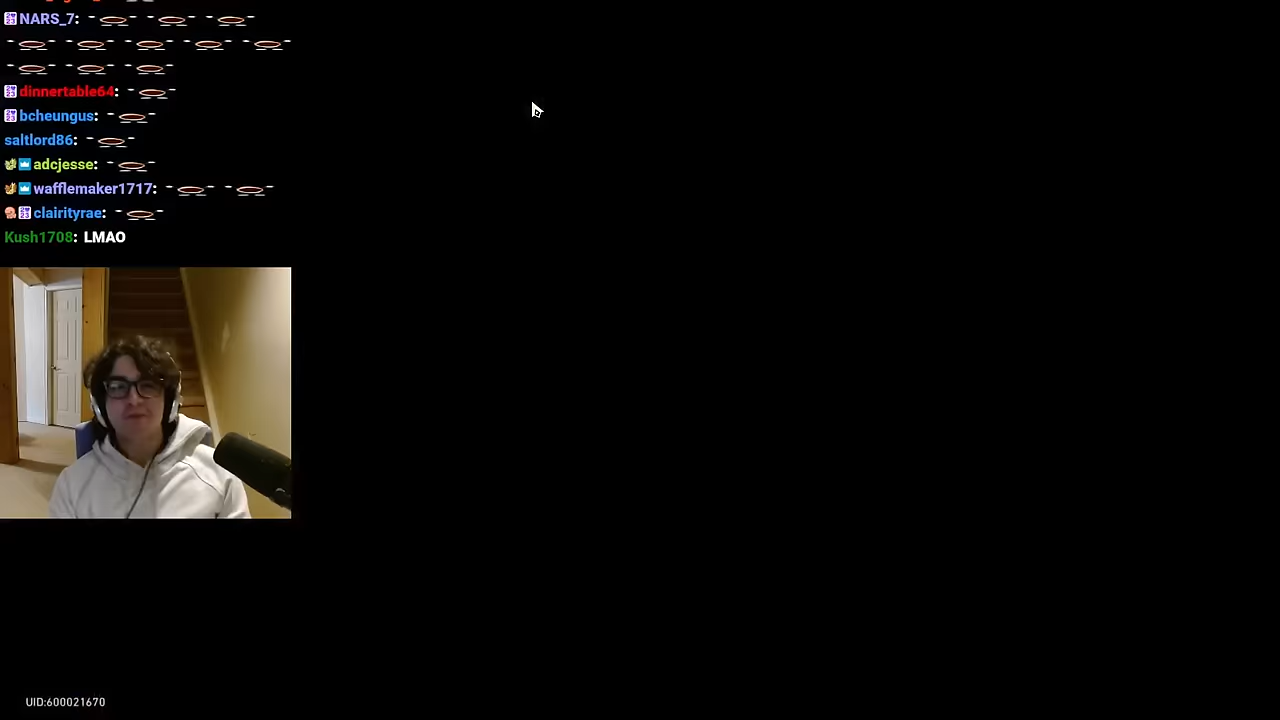 NARS_7:
dinnertable64:
bcheungus:
saltlord86:
adcjesse:
wafflemaker1717:
clairityrae:
Kush1708: LMAO
UID:600021670